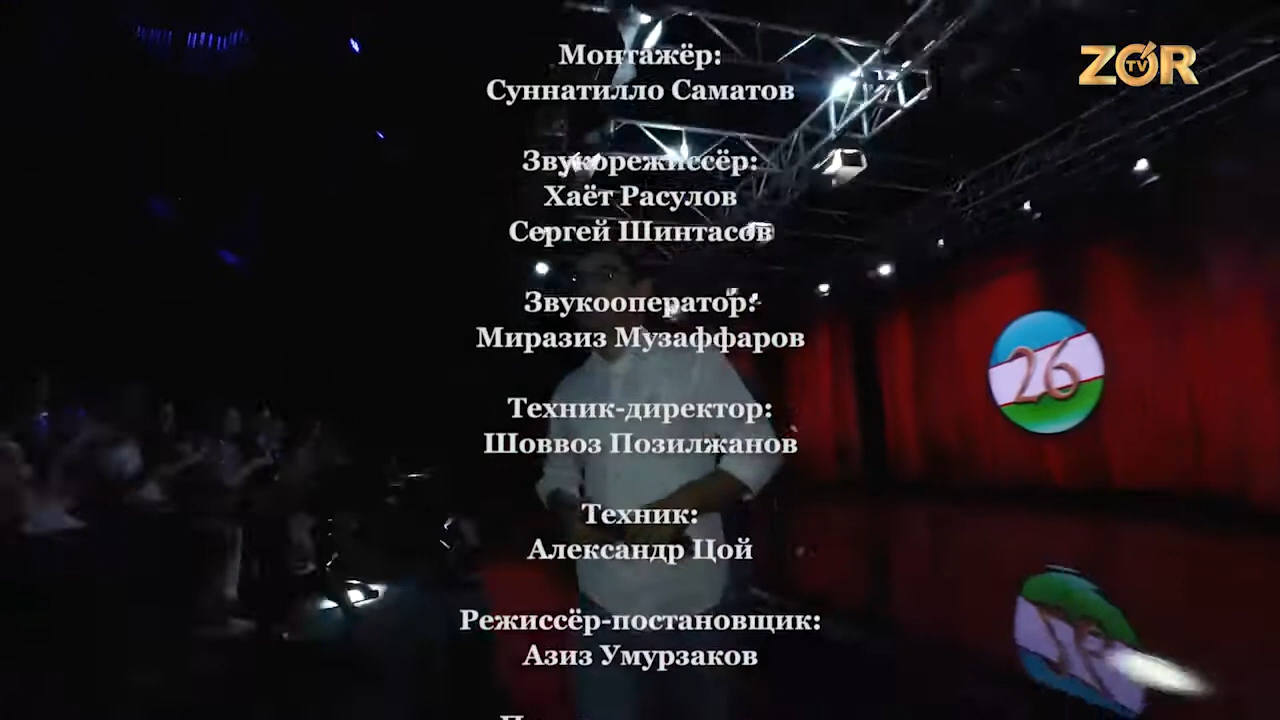 Монтажёр:
Суннатилло Саматов
ZOR
TV
Звукорежиссёр:
Хаёт Расулов
Сергей Шинтасов
Звукооператор:
Миразиз Музаффаров
26
Техник-директор:
Шоввоз Позилжанов
Техник:
Александр Цой
Режиссёр-постановщик:
Азиз Умурзаков